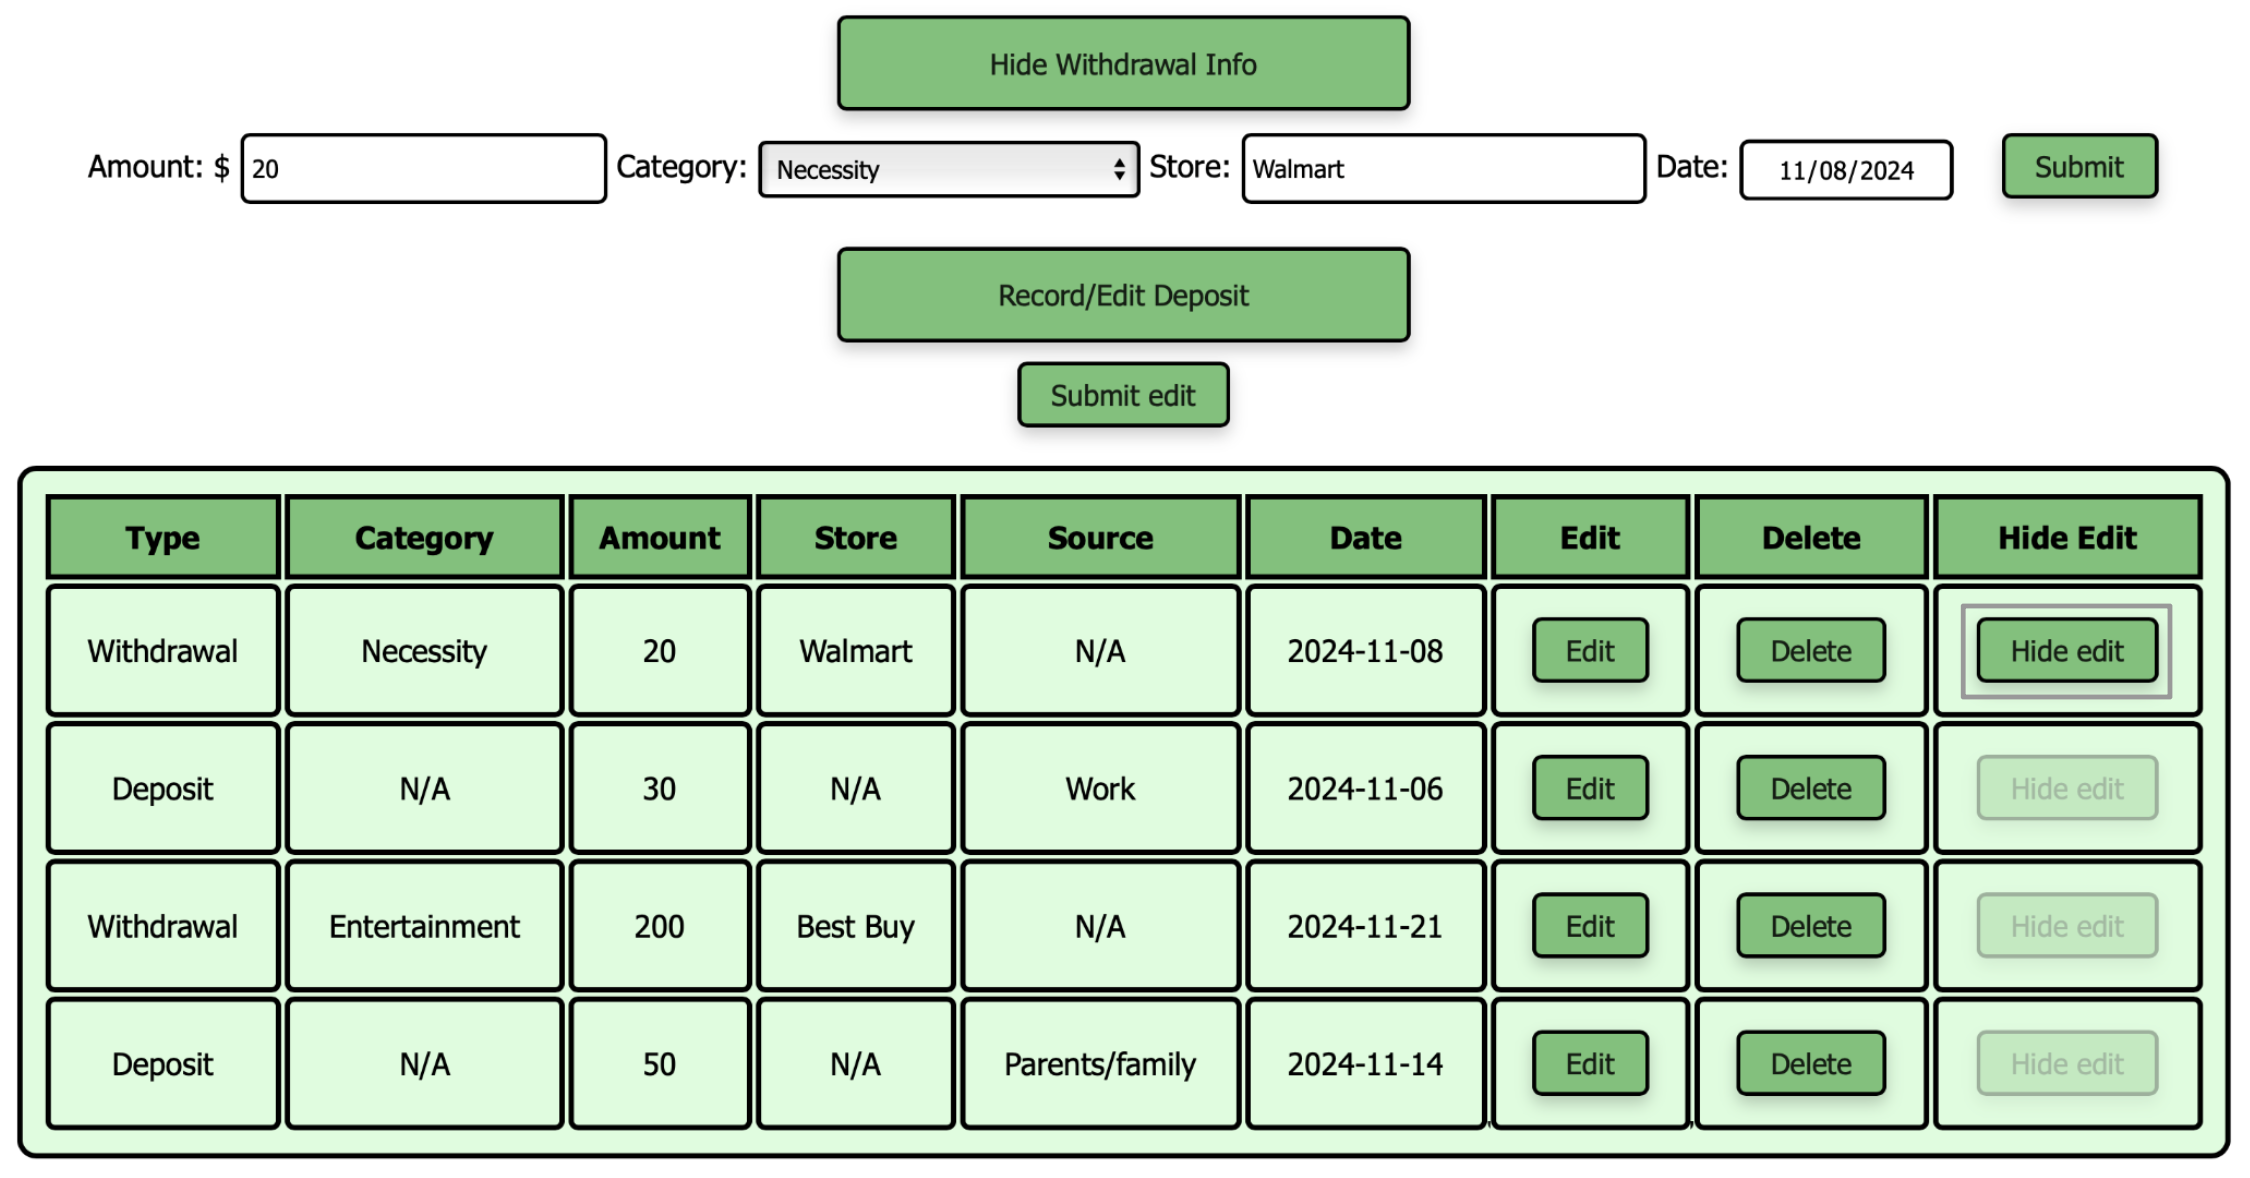 Hide Withdrawal Info
Amount: $ 20 Category: Necessity Store: Walmart Date: 11/08/2024 Submit
Record/Edit Deposit
Submit edit
Type Category Amount Store Source Date Edit Delete Hide Edit
Withdrawal Necessity 20 Walmart N/A 2024-11-08 Edit Delete Hide edit
Deposit N/A 30 N/A Work 2024-11-06 Edit Delete Hide edit
Withdrawal Entertainment 200 Best Buy N/A 2024-11-21 Edit Delete Hide edit
Deposit N/A 50 N/A Parents/family 2024-11-14 Edit Delete Hide edit